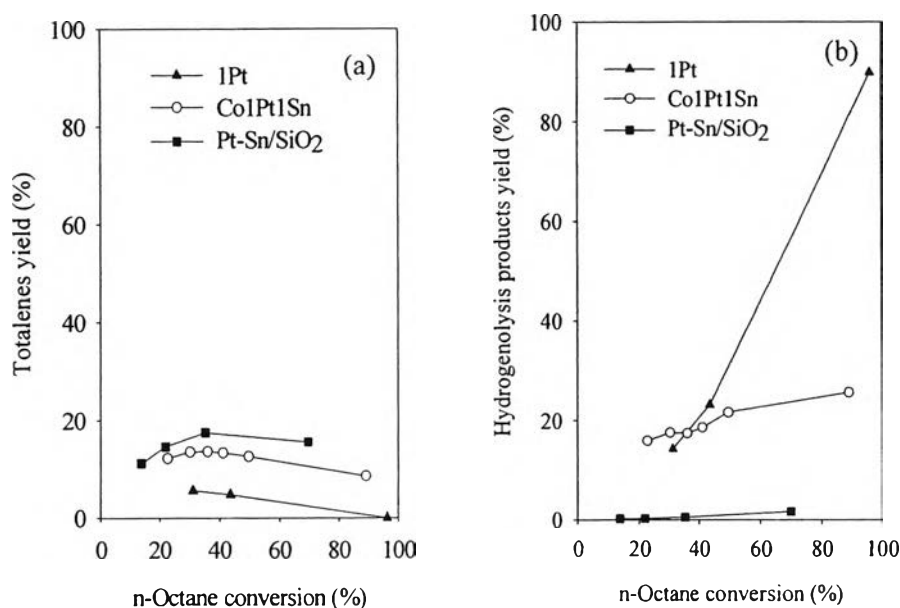 100
80
60
40
20
0
Totalenes yield (%)
(a)
1Pt
Co1Pt1Sn
Pt-Sn/SiO2
0 20 40 60 80 100
n-Octane conversion (%)
100
80
60
40
20
0
Hydrogenolysis products yield (%)
(b)
1Pt
Co1Pt1Sn
Pt-Sn/SiO2
0 20 40 60 80 100
n-Octane conversion (%)